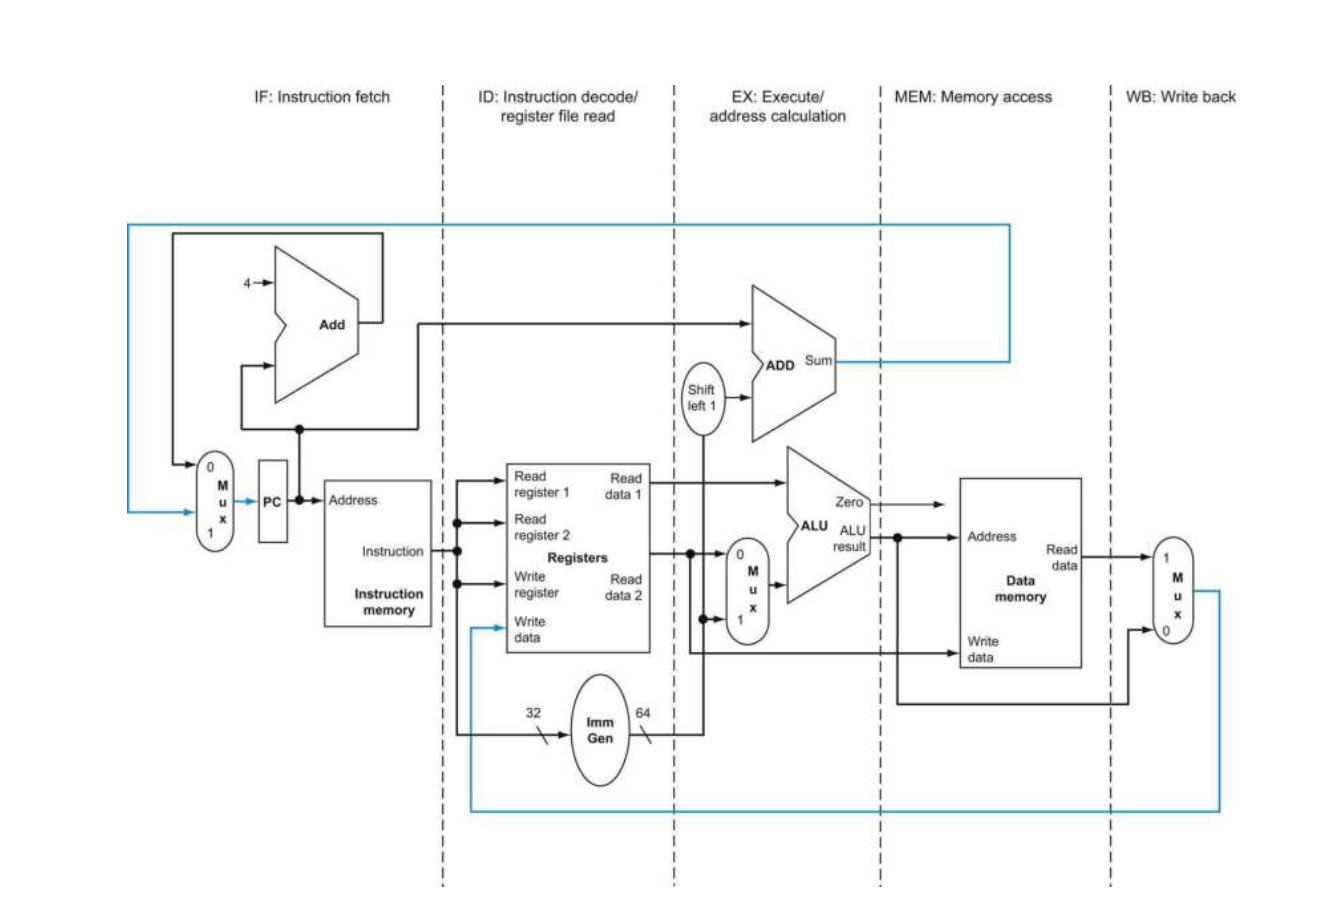 IF: Instruction fetch
ID: Instruction decode/
register file read
EX: Execute/
address calculation
MEM: Memory access
WB: Write back
4
Add
ADD
Sum
Shift
left 1
0
M
u
x
1
PC
Address
Instruction
Instruction
memory
Read
register 1
Read
register 2
Write
register
Write
data
Registers
Read
data 1
Read
data 2
0
M
u
x
1
Zero
ALU
ALU
result
Address
Read
data
Data
memory
Write
data
1
M
u
x
0
32
Imm
Gen
64